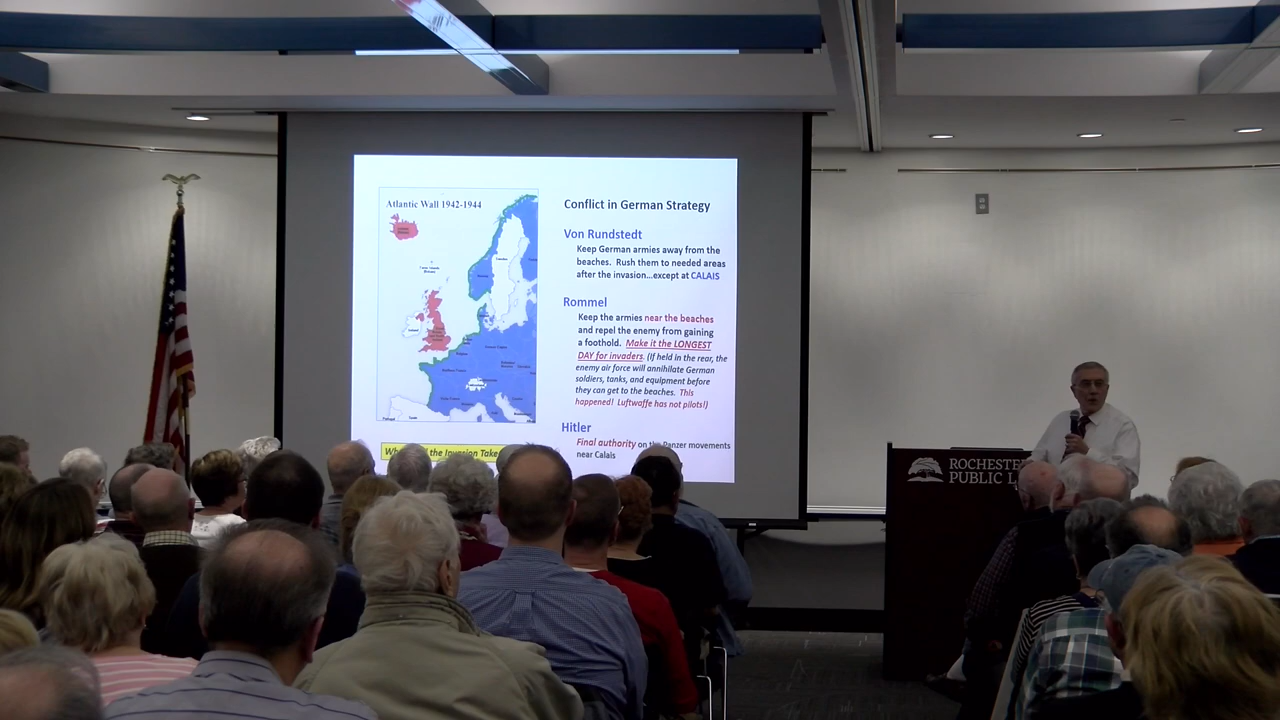 Atlantic Wall 1942-1944
Conflict in German Strategy
Von Rundstedt
Keep German armies away from the
beaches. Rush them to needed areas
after the invasion...except at CALAIS
Rommel
Keep the armies near the beaches
and repel the enemy from gaining
a foothold. Make it the LONGEST
DAY for invaders. (If held in the rear, the
enemy air force will annihilate German
soldiers, tanks, and equipment before
they can get to the beaches. This
happened! Luftwaffe has not pilots!)
Hitler
Final authority on the Panzer movements
near Calais
the Invasion Take
ROCHESTE
PUBLIC L